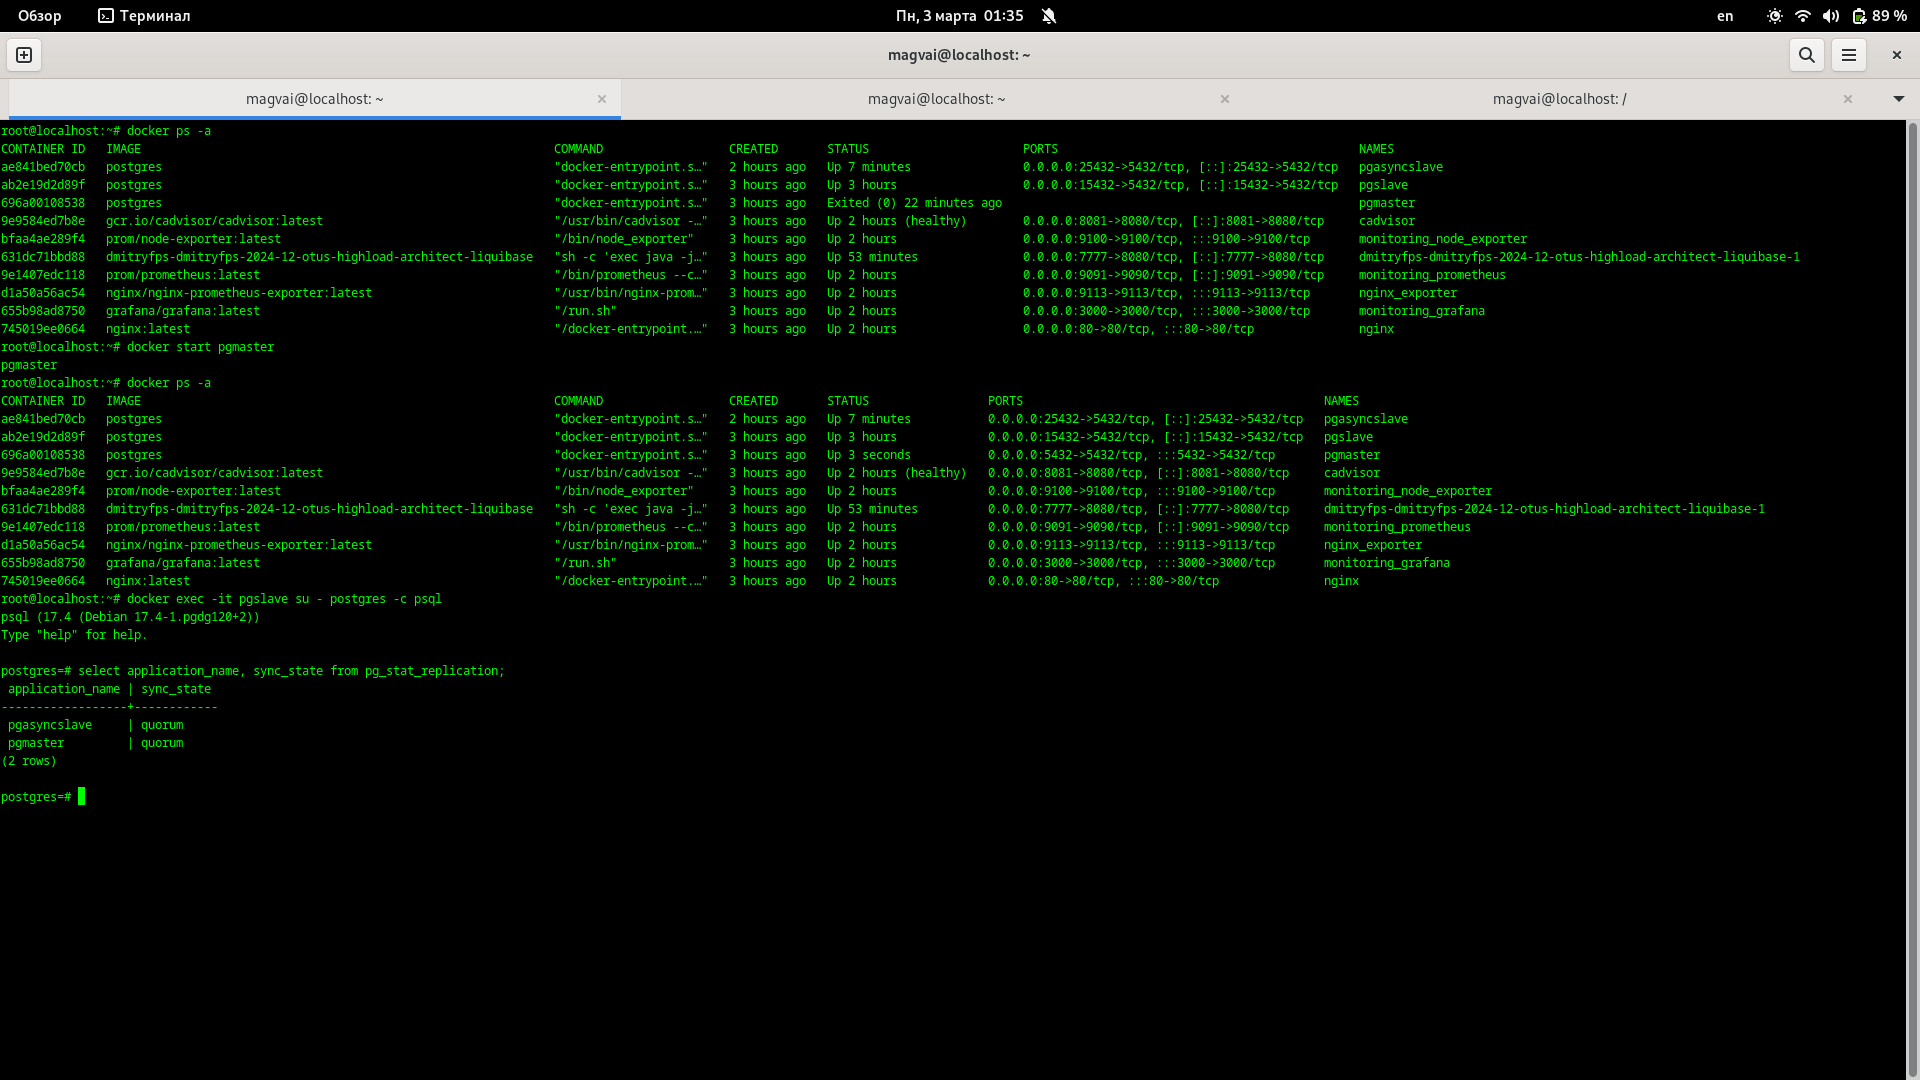 Обзор Терминал Пн, 3 марта 01:35 en 89 %
magvai@localhost: ~
magvai@localhost: ~ magvai@localhost: ~ magvai@localhost: /
root@localhost:~# docker ps -a
CONTAINER ID IMAGE COMMAND CREATED STATUS PORTS NAMES
ae841bed70cb postgres "docker-entrypoint.s…" 2 hours ago Up 7 minutes 0.0.0.0:25432->5432/tcp, [::]:25432->5432/tcp pgasyncslave
ab2e19d2d89f postgres "docker-entrypoint.s…" 3 hours ago Up 3 hours 0.0.0.0:15432->5432/tcp, [::]:15432->5432/tcp pgslave
696a00108538 postgres "docker-entrypoint.s…" 3 hours ago Exited (0) 22 minutes ago pgmaster
9e9584ed7b8e gcr.io/cadvisor/cadvisor:latest "/usr/bin/cadvisor -…" 3 hours ago Up 2 hours (healthy) 0.0.0.0:8081->8080/tcp, [::]:8081->8080/tcp cadvisor
bfaa4ae289f4 prom/node-exporter:latest "/bin/node_exporter" 3 hours ago Up 2 hours 0.0.0.0:9100->9100/tcp, :::9100->9100/tcp monitoring_node_exporter
631dc71bbd88 dmitryfps-dmitryfps-2024-12-otus-highload-architect-liquibase "sh -c 'exec java -j…" 3 hours ago Up 53 minutes 0.0.0.0:7777->8080/tcp, [::]:7777->8080/tcp dmitryfps-dmitryfps-2024-12-otus-highload-architect-liquibase-1
9e1407edc118 prom/prometheus:latest "/bin/prometheus --c…" 3 hours ago Up 2 hours 0.0.0.0:9091->9090/tcp, [::]:9091->9090/tcp monitoring_prometheus
d1a50a56ac54 nginx/nginx-prometheus-exporter:latest "/usr/bin/nginx-prom…" 3 hours ago Up 2 hours 0.0.0.0:9113->9113/tcp, :::9113->9113/tcp nginx_exporter
655b98ad8750 grafana/grafana:latest "/run.sh" 3 hours ago Up 2 hours 0.0.0.0:3000->3000/tcp, :::3000->3000/tcp monitoring_grafana
745019ee0664 nginx:latest "/docker-entrypoint.…" 3 hours ago Up 2 hours 0.0.0.0:80->80/tcp, :::80->80/tcp nginx
root@localhost:~# docker start pgmaster
pgmaster
root@localhost:~# docker ps -a
CONTAINER ID IMAGE COMMAND CREATED STATUS PORTS NAMES
ae841bed70cb postgres "docker-entrypoint.s…" 2 hours ago Up 7 minutes 0.0.0.0:25432->5432/tcp, [::]:25432->5432/tcp pgasyncslave
ab2e19d2d89f postgres "docker-entrypoint.s…" 3 hours ago Up 3 hours 0.0.0.0:15432->5432/tcp, [::]:15432->5432/tcp pgslave
696a00108538 postgres "docker-entrypoint.s…" 3 hours ago Up 3 seconds 0.0.0.0:5432->5432/tcp, :::5432->5432/tcp pgmaster
9e9584ed7b8e gcr.io/cadvisor/cadvisor:latest "/usr/bin/cadvisor -…" 3 hours ago Up 2 hours (healthy) 0.0.0.0:8081->8080/tcp, [::]:8081->8080/tcp cadvisor
bfaa4ae289f4 prom/node-exporter:latest "/bin/node_exporter" 3 hours ago Up 2 hours 0.0.0.0:9100->9100/tcp, :::9100->9100/tcp monitoring_node_exporter
631dc71bbd88 dmitryfps-dmitryfps-2024-12-otus-highload-architect-liquibase "sh -c 'exec java -j…" 3 hours ago Up 53 minutes 0.0.0.0:7777->8080/tcp, [::]:7777->8080/tcp dmitryfps-dmitryfps-2024-12-otus-highload-architect-liquibase-1
9e1407edc118 prom/prometheus:latest "/bin/prometheus --c…" 3 hours ago Up 2 hours 0.0.0.0:9091->9090/tcp, [::]:9091->9090/tcp monitoring_prometheus
d1a50a56ac54 nginx/nginx-prometheus-exporter:latest "/usr/bin/nginx-prom…" 3 hours ago Up 2 hours 0.0.0.0:9113->9113/tcp, :::9113->9113/tcp nginx_exporter
655b98ad8750 grafana/grafana:latest "/run.sh" 3 hours ago Up 2 hours 0.0.0.0:3000->3000/tcp, :::3000->3000/tcp monitoring_grafana
745019ee0664 nginx:latest "/docker-entrypoint.…" 3 hours ago Up 2 hours 0.0.0.0:80->80/tcp, :::80->80/tcp nginx
root@localhost:~# docker exec -it pgslave su - postgres -c psql
psql (17.4 (Debian 17.4-1.pgdg120+2))
Type "help" for help.
postgres=# select application_name, sync_state from pg_stat_replication;
application_name | sync_state
------------------+------------
pgasyncslave | quorum
pgmaster | quorum
(2 rows)
postgres=#